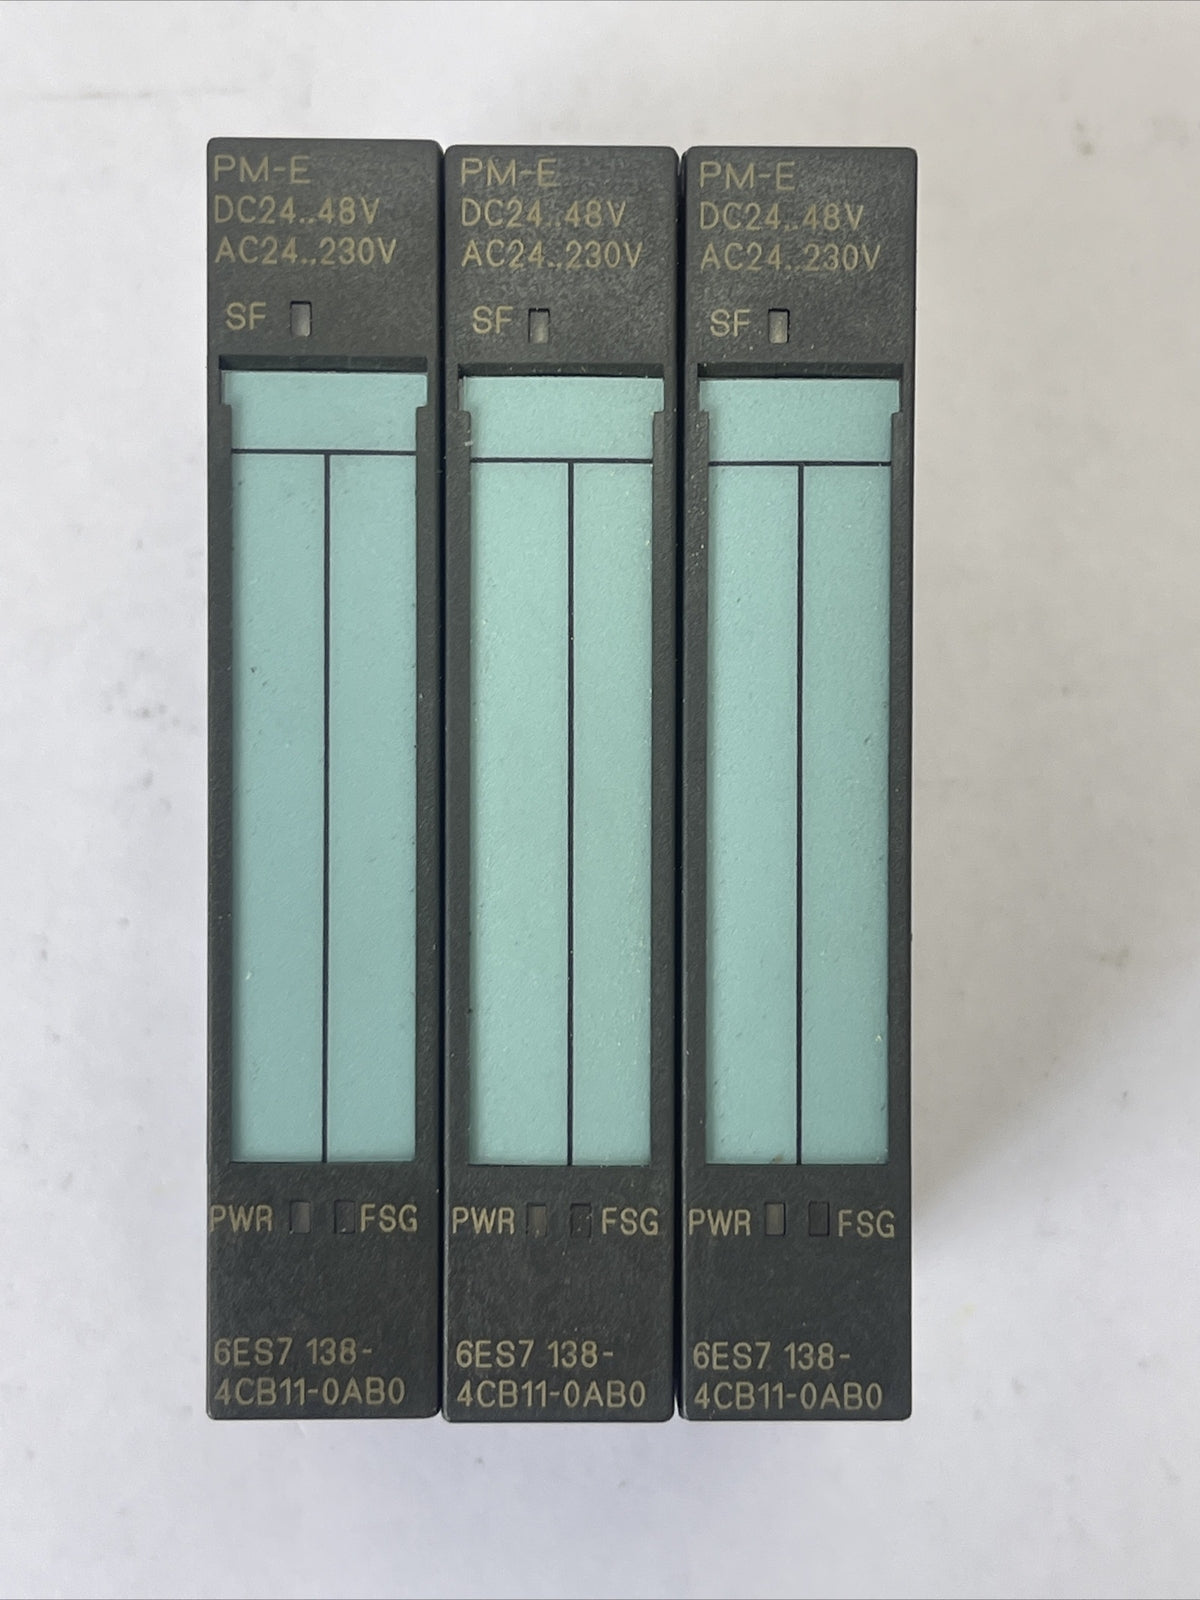 PM-E
DC24..48V
AC24..230V
SF
PWR FSG
6ES7 138-
4CB11-0AB0
PM-E
DC24..48V
AC24..230V
SF
PWR FSG
6ES7 138-
4CB11-0AB0
PM-E
DC24..48V
AC24..230V
SF
PWR FSG
6ES7 138-
4CB11-0AB0